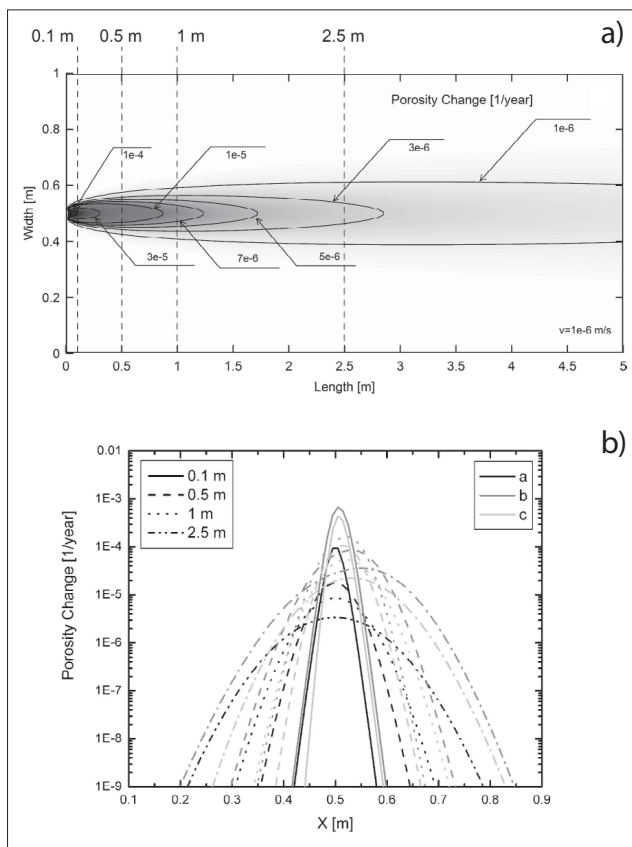 0.1 m 0.5 m 1 m 2.5 m
a)
Porosity Change [1/year]
1e-4
1e-5
3e-6
1e-6
3e-5
7e-6
5e-6
v=1e-6 m/s
Width [m]
1
0.8
0.6
0.4
0.2
0
0 0.5 1 1.5 2 2.5 3 3.5 4 4.5 5
Length [m]
b)
0.1 m
0.5 m
1 m
2.5 m
a
b
c
Porosity Change [1/year]
0.01
1E-3
1E-4
1E-5
1E-6
1E-7
1E-8
1E-9
0.1 0.2 0.3 0.4 0.5 0.6 0.7 0.8 0.9
X [m]